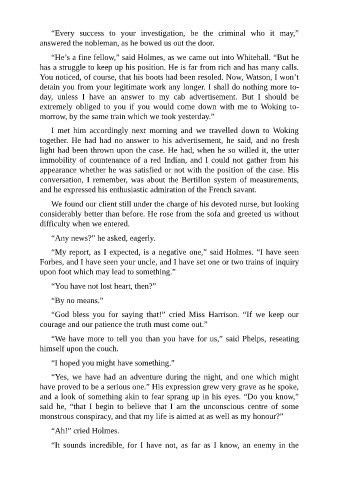 “Every success to your investigation, be the criminal who it may,”
answered the nobleman, as he bowed us out the door.
“He’s a fine fellow,” said Holmes, as we came out into Whitehall. “But he
has a struggle to keep up his position. He is far from rich and has many calls.
You noticed, of course, that his boots had been resoled. Now, Watson, I won’t
detain you from your legitimate work any longer. I shall do nothing more to-
day, unless I have an answer to my cab advertisement. But I should be
extremely obliged to you if you would come down with me to Woking to-
morrow, by the same train which we took yesterday.”
I met him accordingly next morning and we travelled down to Woking
together. He had had no answer to his advertisement, he said, and no fresh
light had been thrown upon the case. He had, when he so willed it, the utter
immobility of countenance of a red Indian, and I could not gather from his
appearance whether he was satisfied or not with the position of the case. His
conversation, I remember, was about the Bertillon system of measurements,
and he expressed his enthusiastic admiration of the French savant.
We found our client still under the charge of his devoted nurse, but looking
considerably better than before. He rose from the sofa and greeted us without
difficulty when we entered.
“Any news?” he asked, eagerly.
“My report, as I expected, is a negative one,” said Holmes. “I have seen
Forbes, and I have seen your uncle, and I have set one or two trains of inquiry
upon foot which may lead to something.”
“You have not lost heart, then?”
“By no means.”
“God bless you for saying that!” cried Miss Harrison. “If we keep our
courage and our patience the truth must come out.”
“We have more to tell you than you have for us,” said Phelps, reseating
himself upon the couch.
“I hoped you might have something.”
“Yes, we have had an adventure during the night, and one which might
have proved to be a serious one.” His expression grew very grave as he spoke,
and a look of something akin to fear sprang up in his eyes. “Do you know,”
said he, “that I begin to believe that I am the unconscious centre of some
monstrous conspiracy, and that my life is aimed at as well as my honour?”
“Ah!” cried Holmes.
“It sounds incredible, for I have not, as far as I know, an enemy in the